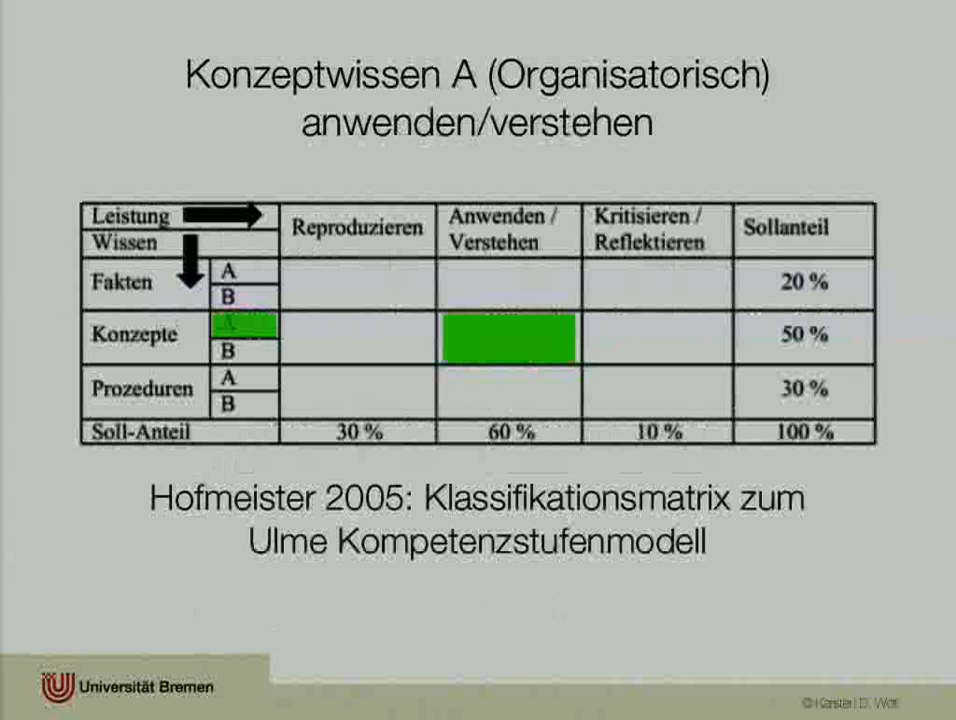 Konzeptwissen A (Organisatorisch)
anwenden/verstehen
Leistung
Wissen
Reproduzieren
Anwenden /
Verstehen
Kritisieren /
Reflektieren
Sollanteil
Fakten
A
B
20 %
Konzepte
A
B
50 %
Prozeduren
A
B
30 %
Soll-Anteil 30 % 60 % 10 % 100 %
Hofmeister 2005: Klassifikationsmatrix zum
Ulme Kompetenzstufenmodell
Universität Bremen
©